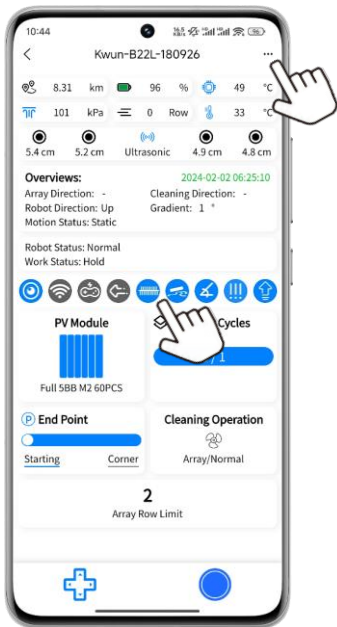 10:44
Kwun-B22L-180926
8.31 km 96 % 49 °C
101 kPa 0 Row 33 °C
5.4 cm 5.2 cm Ultrasonic 4.9 cm 4.8 cm
Overviews: 2024-02-02 06:25:10
Array Direction: - Cleaning Direction: -
Robot Direction: Up Gradient: 1 °
Motion Status: Static
Robot Status: Normal
Work Status: Hold
PV Module Cycles
/ 1
Full 5BB M2 60PCS
P End Point Cleaning Operation
Starting Corner Array/Normal
2
Array Row Limit